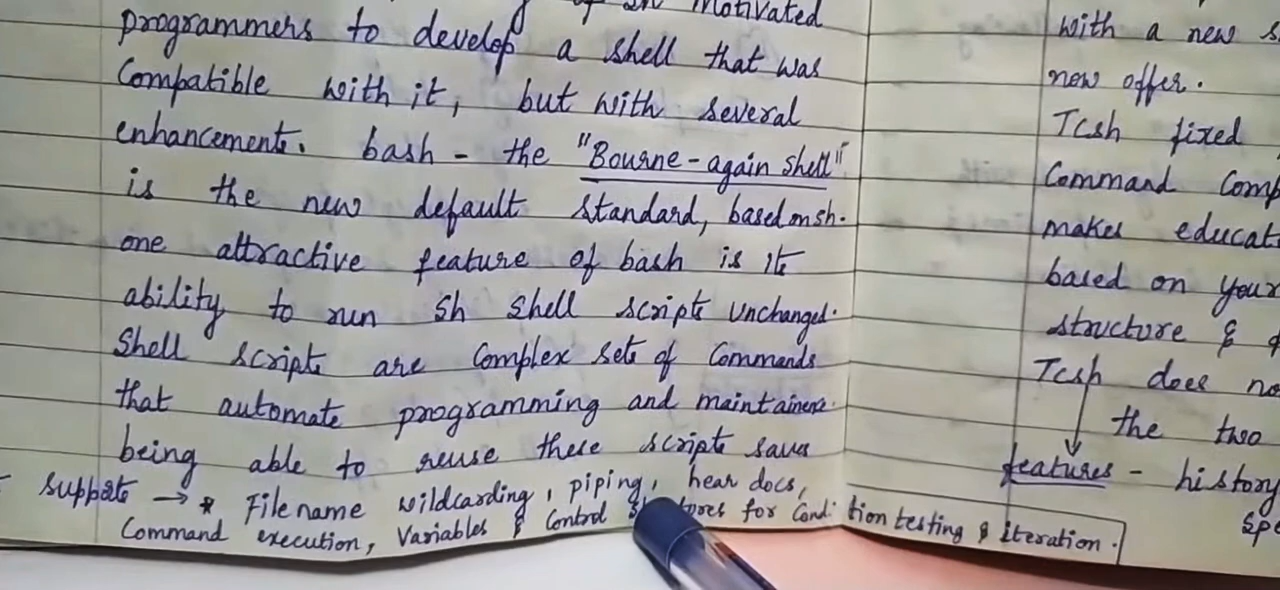 motivated
programmers to develop a shell that was
Compatible with it, but with several
enhancements. bash - the "Bourne-again shell"
is the new default standard, based on sh.
one attractive feature of bash is its
ability to run sh shell scripts unchanged.
Shell scripts are complex sets of commands
that automate programming and
being able to reuse these scripts saves
supports → * Filename wildcarding, piping, hear docs,
Command execution, Variables & Control for condition testing & iteration.
with a new
now offer.
Tcsh fixed
Command
makes
based on your
structure &
Tcsh does
the two
features - history